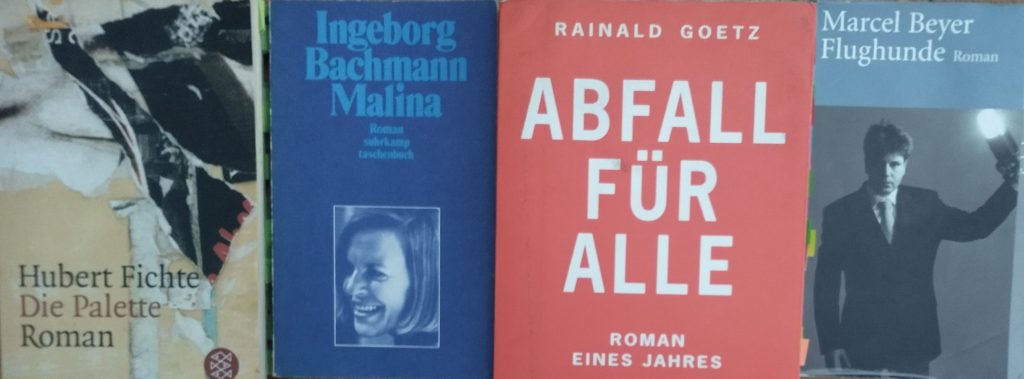 Hubert Fichte
Die Palette
Roman
Ingeborg
Bachmann
Malina
Roman
suhrkamp
taschenbuch
RAINALD GOETZ
ABFALL
FÜR
ALLE
ROMAN
EINES JAHRES
Marcel Beyer
Flughunde Roman